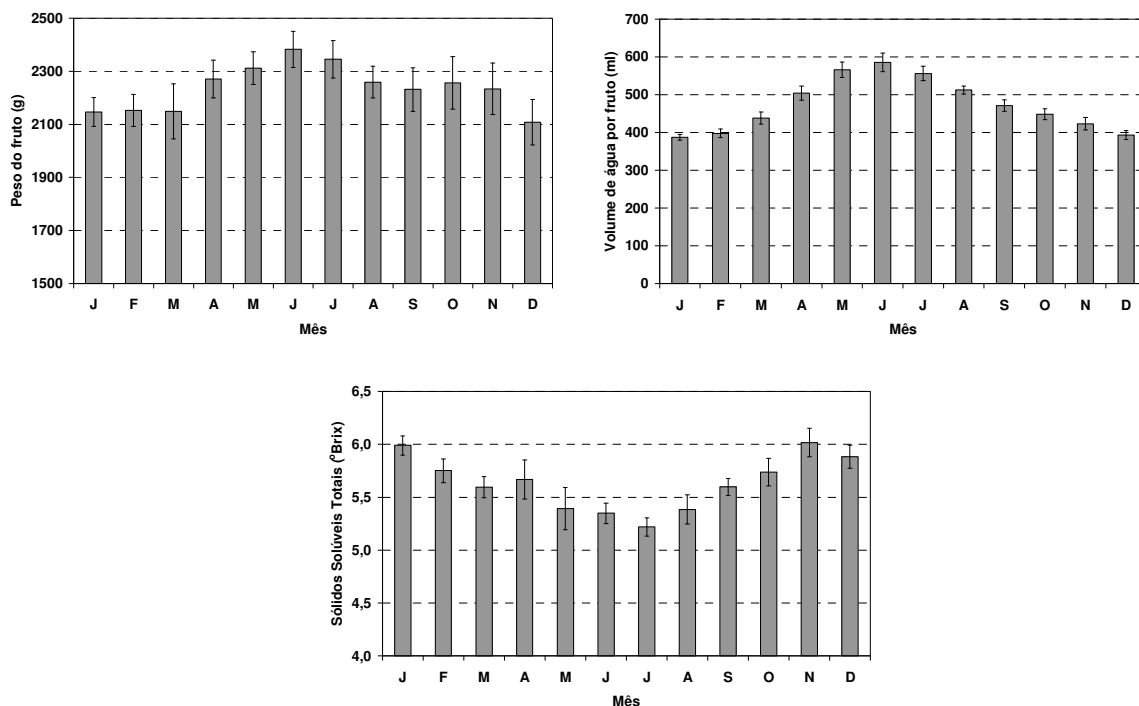 Peso do fruto (g)
2500
2300
2100
1900
1700
1500
J F M A M J J A S O N D
Mês
Volume de água por fruto (ml)
700
600
500
400
300
200
100
0
J F M A M J J A S O N D
Mês
Sólidos Solúveis Totais (ºBrix)
6,5
6,0
5,5
5,0
4,5
4,0
J F M A M J J A S O N D
Mês